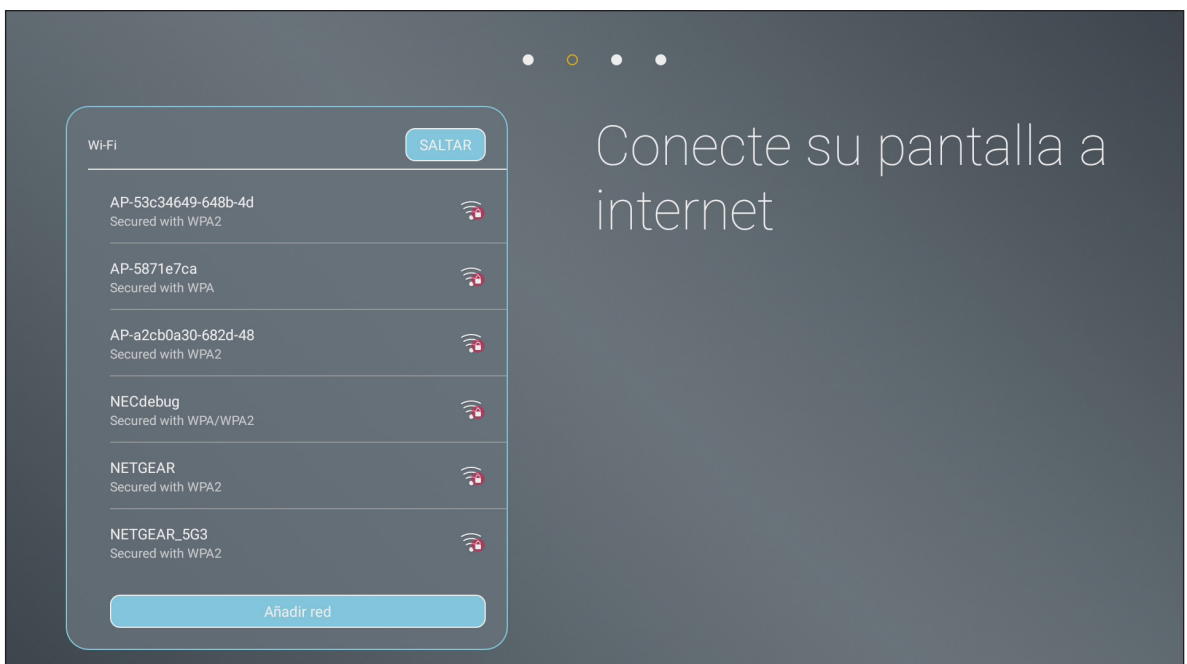 Wi-Fi
SALTAR
AP-53c34649-648b-4d
Secured with WPA2
AP-5871e7ca
Secured with WPA
AP-a2cb0a30-682d-48
Secured with WPA2
NECdebug
Secured with WPA/WPA2
NETGEAR
Secured with WPA2
NETGEAR_5G3
Secured with WPA2
Añadir red
Conecte su pantalla a
internet